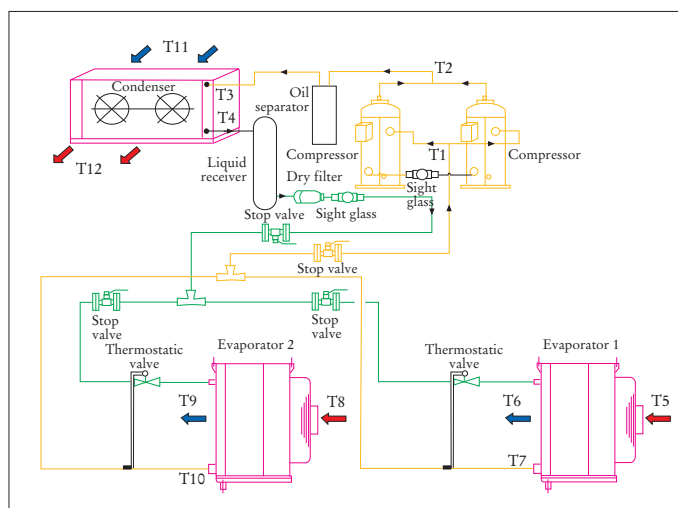 T11
Condenser
T3
T4
T12
Oil
separator
T2
T1
Compressor
Compressor
Liquid
receiver
Dry filter
Sight glass
Sight
glass
Stop valve
Stop valve
Stop
valve
Stop
valve
Thermostatic
valve
Evaporator 2
Thermostatic
valve
Evaporator 1
T9
T8
T6
T5
T10
T7